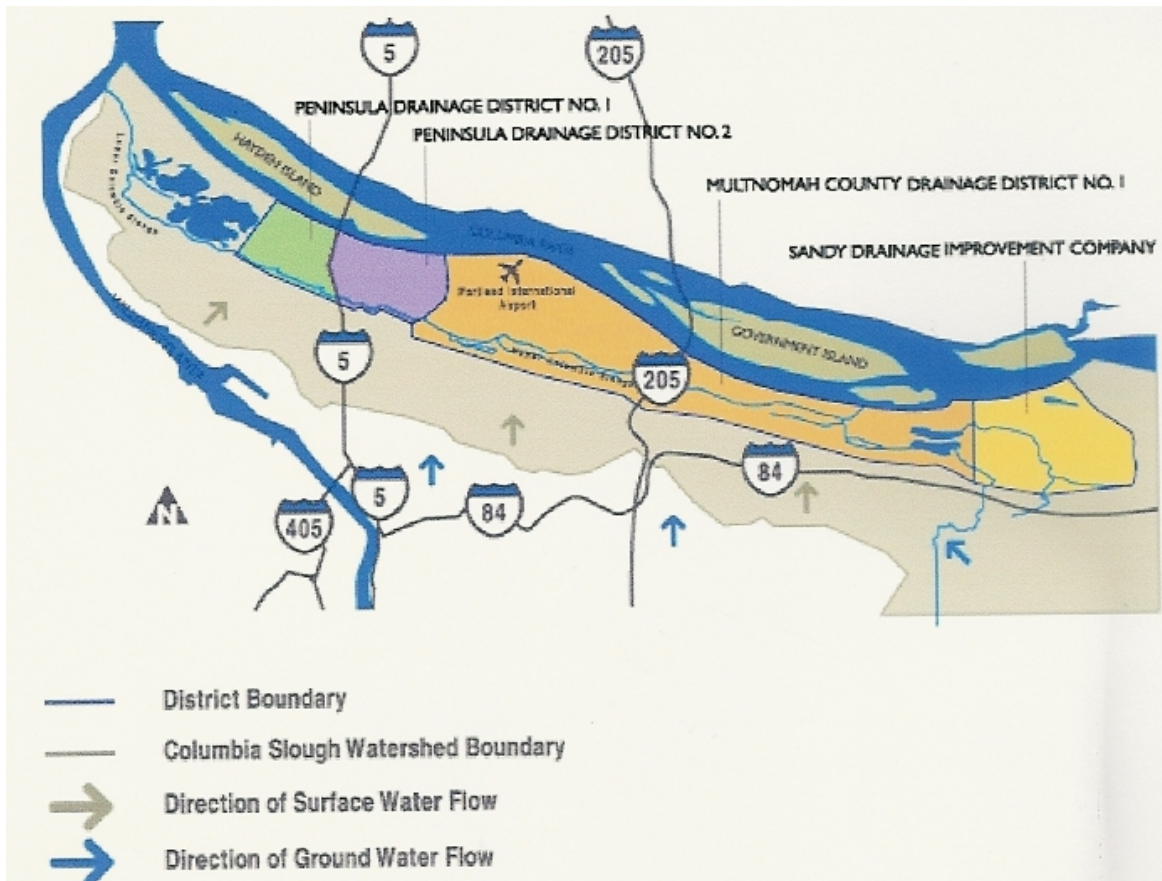 5
205
PENINSULA DRAINAGE DISTRICT NO. 1
PENINSULA DRAINAGE DISTRICT NO. 2
HAYDEN ISLAND
MULTNOMAH COUNTY DRAINAGE DISTRICT NO. 1
COLUMBIA RIVER
SANDY DRAINAGE IMPROVEMENT COMPANY
Portland International
Airport
GOVERNMENT ISLAND
5
205
84
5
84
405
N
District Boundary
Columbia Slough Watershed Boundary
Direction of Surface Water Flow
Direction of Ground Water Flow